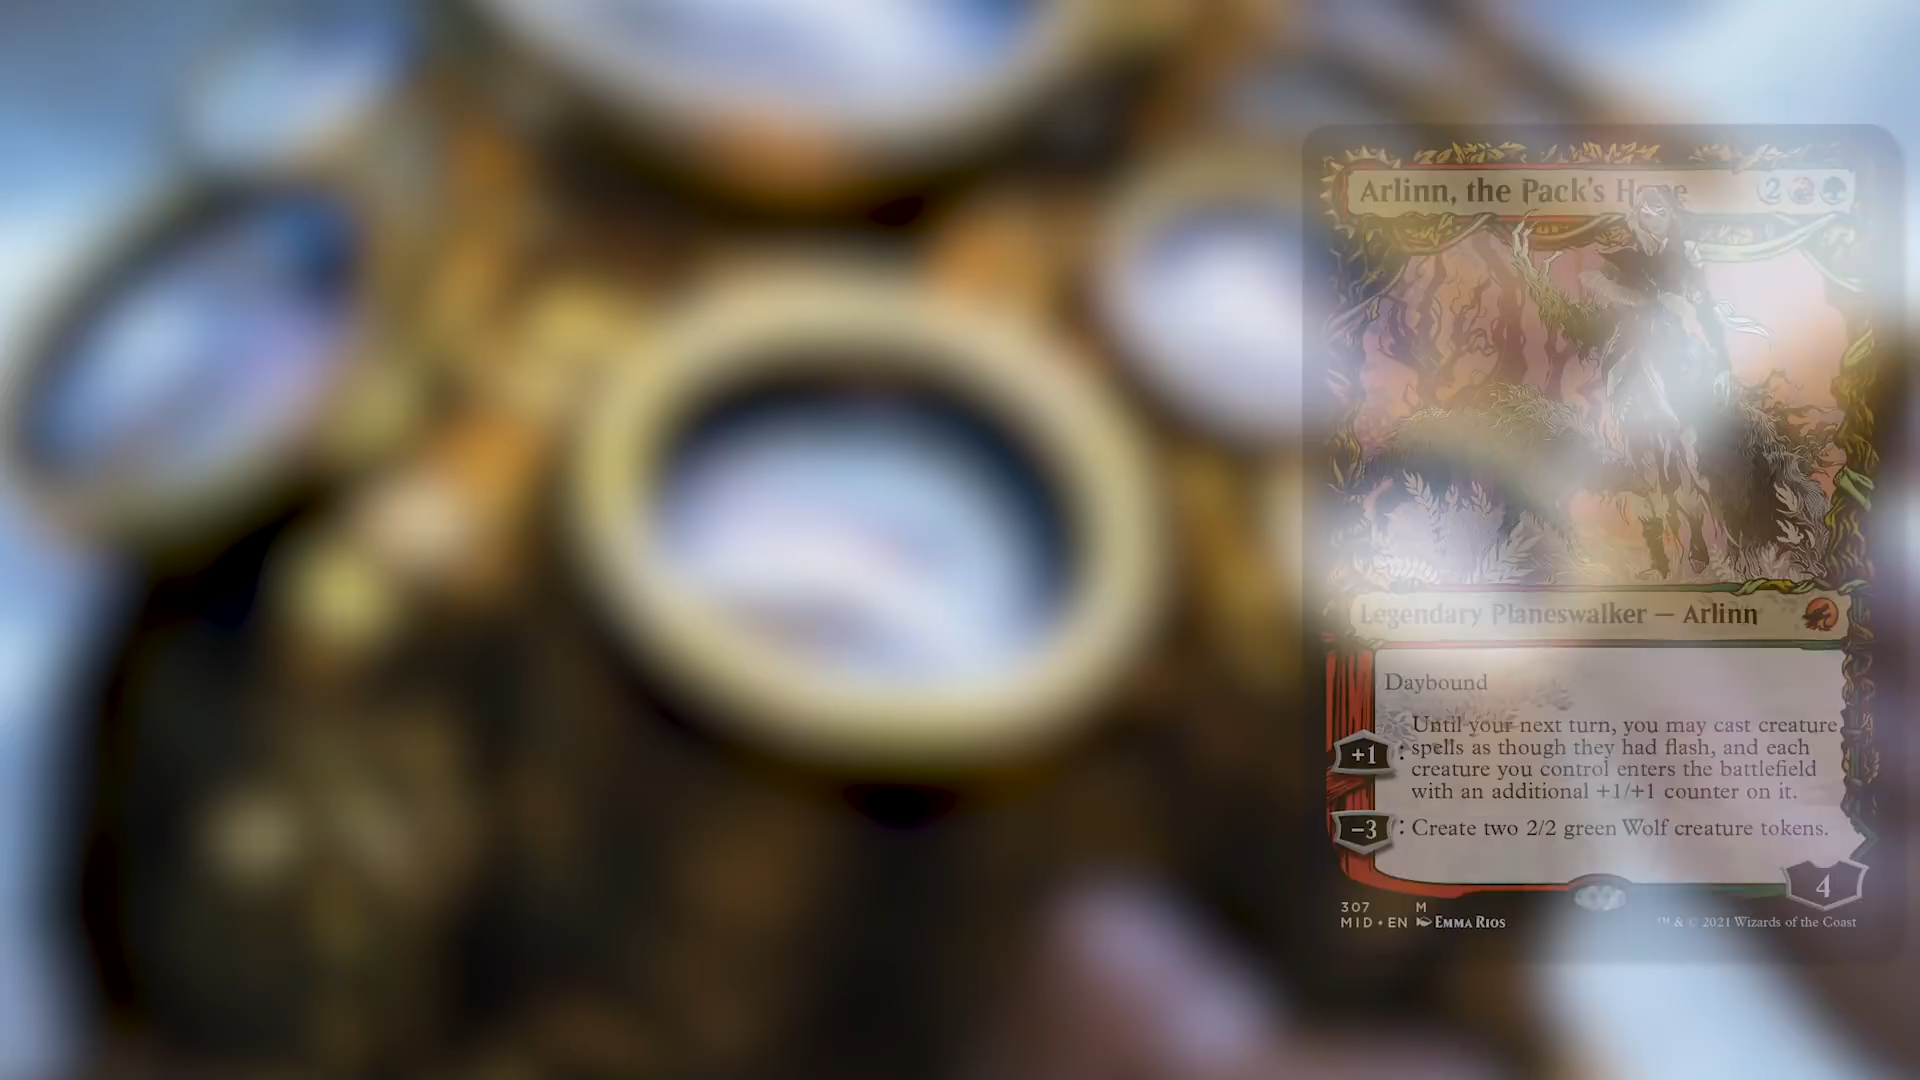 Arlinn, the Pack's Hope
2
Legendary Planeswalker — Arlinn
Daybound
+1: Until your next turn, you may cast creature
spells as though they had flash, and each
creature you control enters the battlefield
with an additional +1/+1 counter on it.
−3: Create two 2/2 green Wolf creature tokens.
4
307 M
MID • EN EMMA RIOS
™ & © 2021 Wizards of the Coast